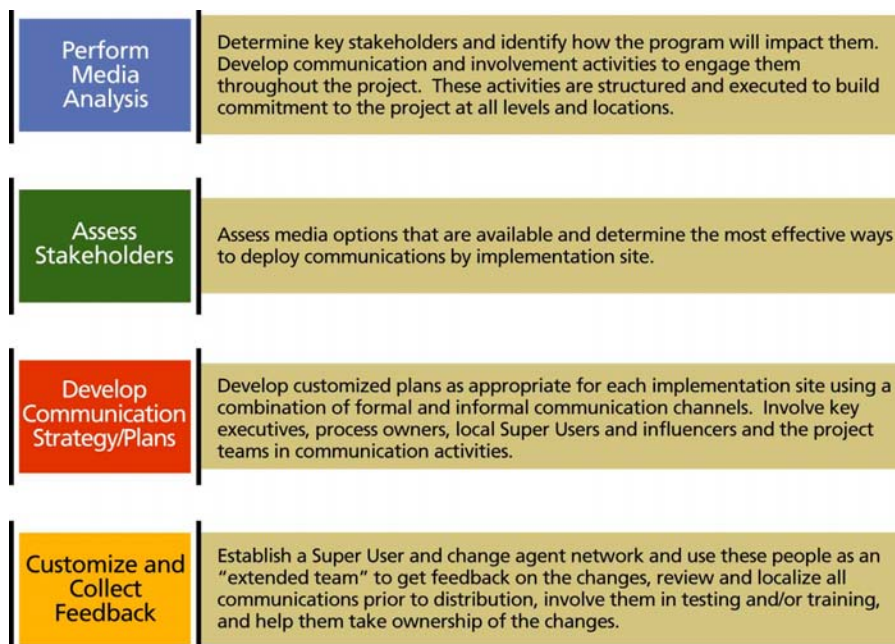 Perform
Media
Analysis
Determine key stakeholders and identify how the program will impact them.
Develop communication and involvement activities to engage them
throughout the project.  These activities are structured and executed to build
commitment to the project at all levels and locations.
Assess
Stakeholders
Assess media options that are available and determine the most effective ways
to deploy communications by implementation site.
Develop
Communication
Strategy/Plans
Develop customized plans as appropriate for each implementation site using a
combination of formal and informal communication channels.  Involve key
executives, process owners, local Super Users and influencers and the project
teams in communication activities.
Customize and
Collect
Feedback
Establish a Super User and change agent network and use these people as an
“extended team” to get feedback on the changes, review and localize all
communications prior to distribution, involve them in testing and/or training,
and help them take ownership of the changes.